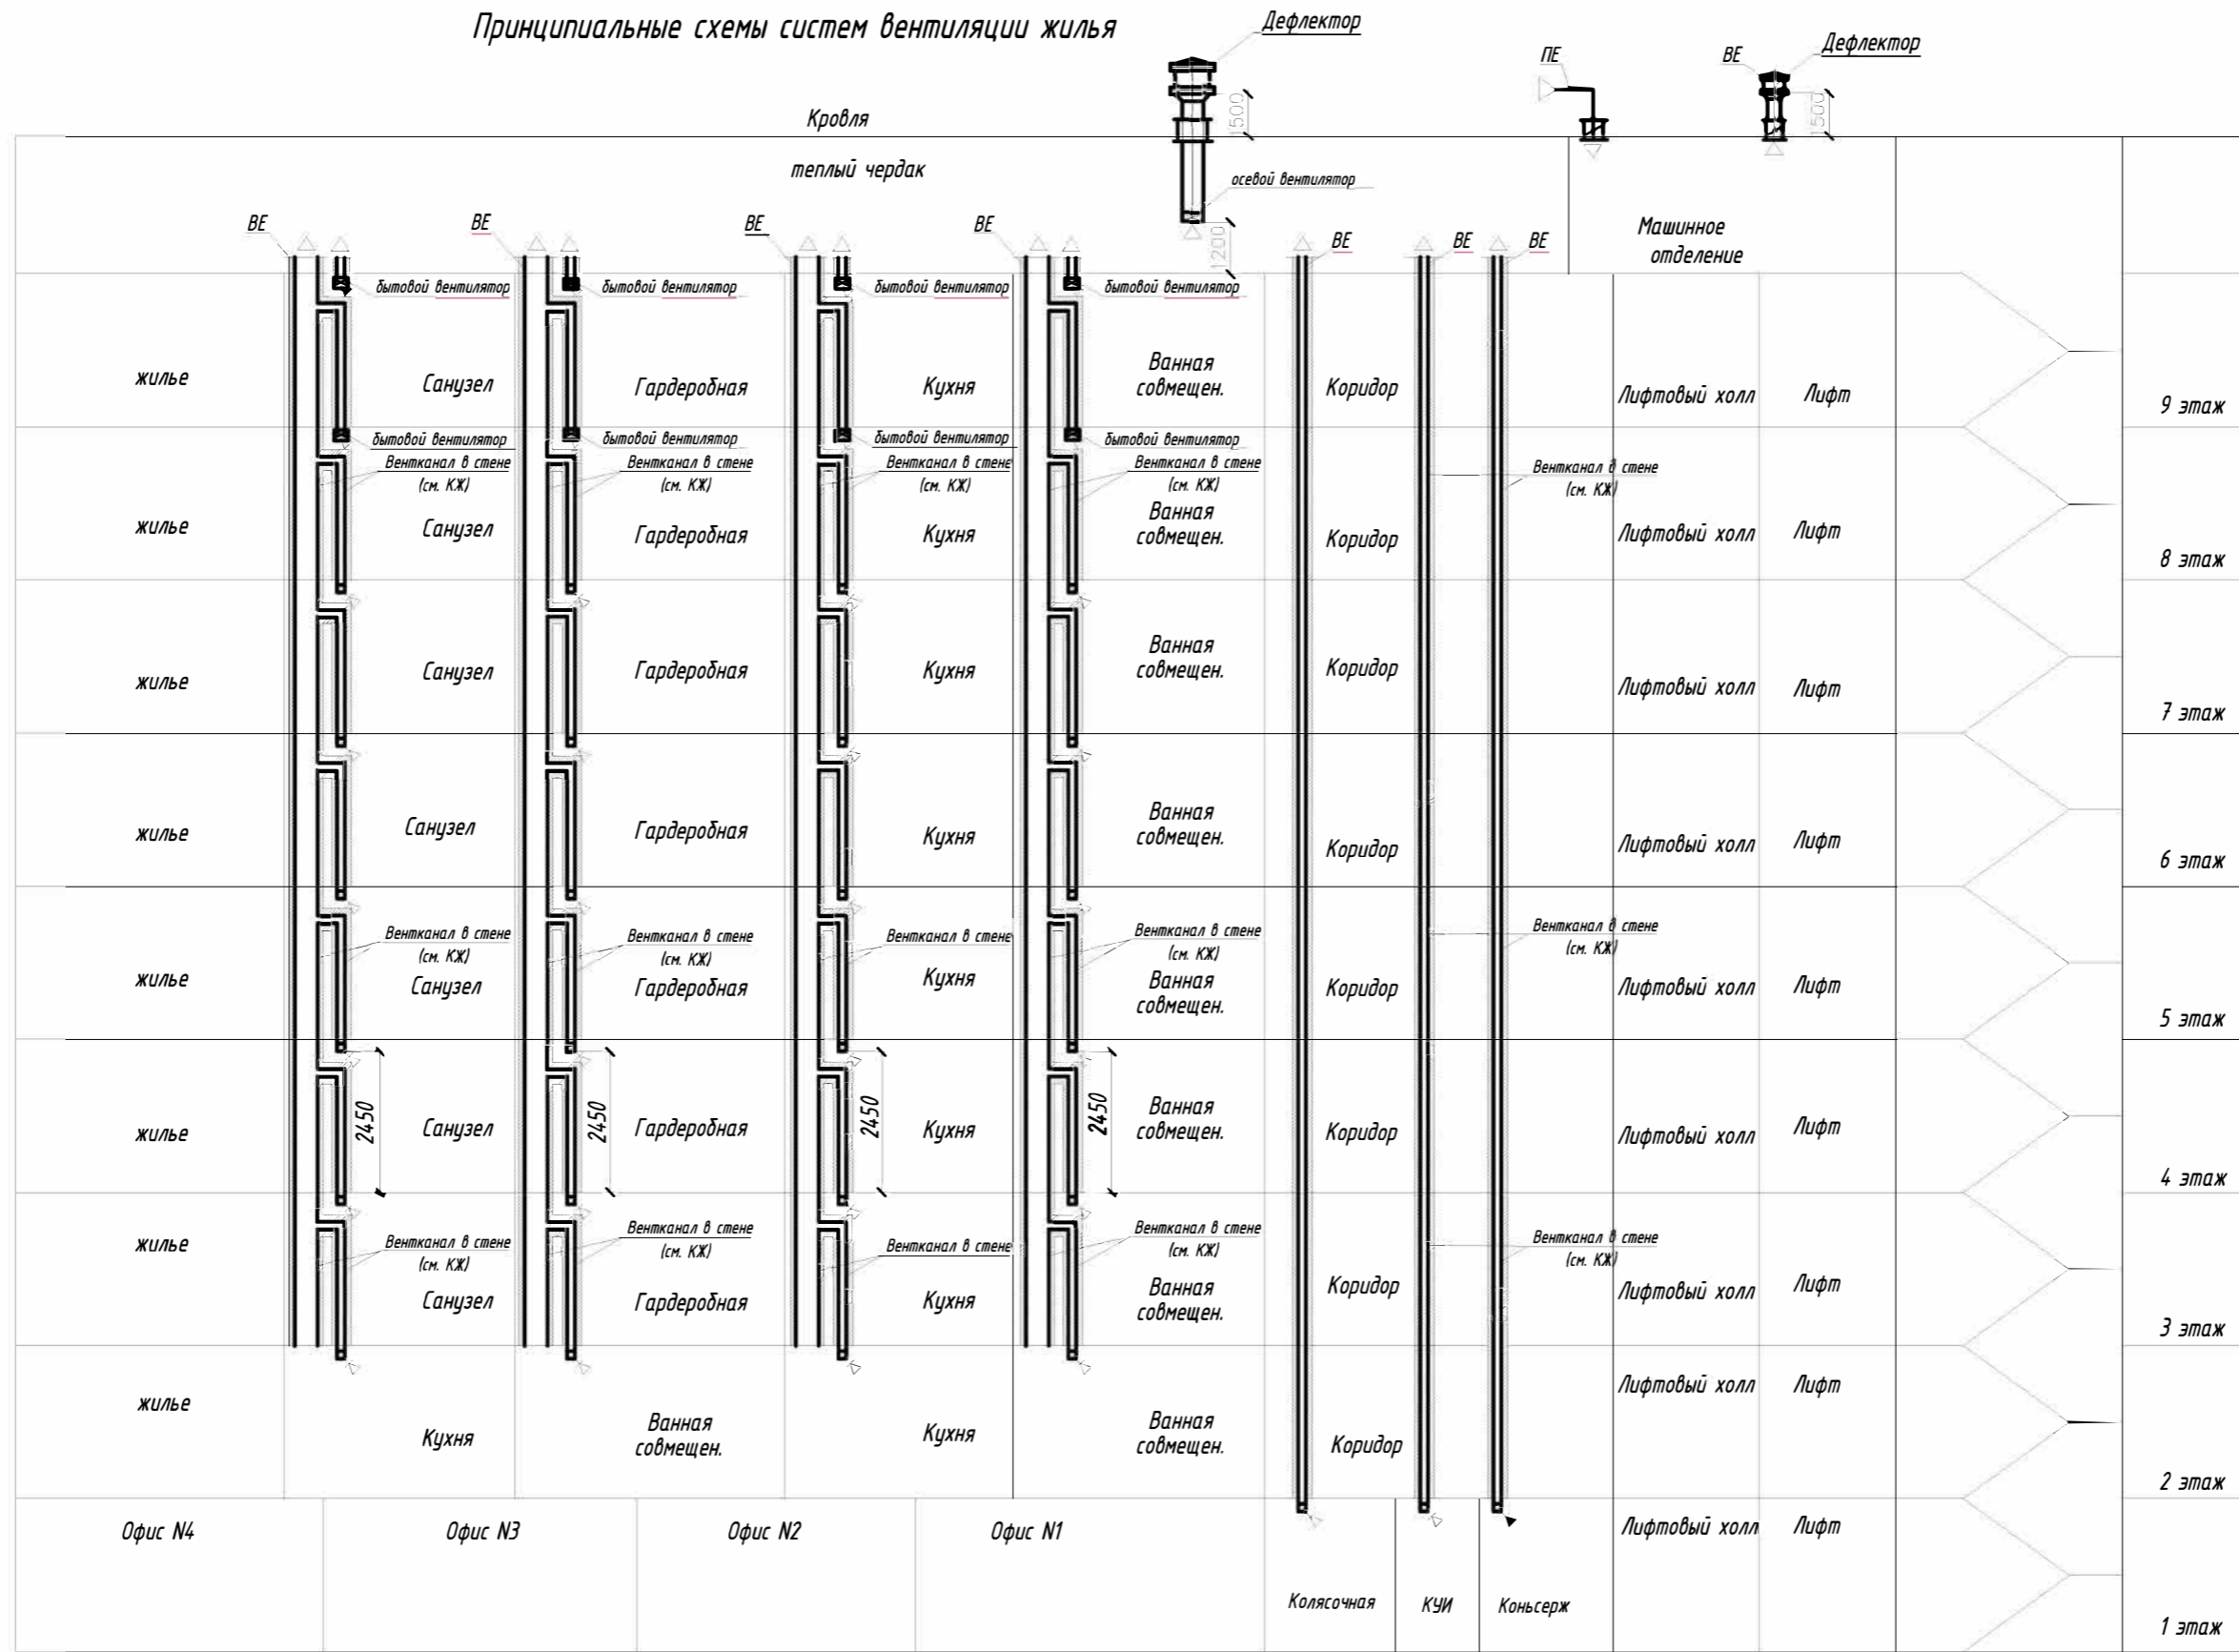 Принципиальные схемы систем вентиляции жилья
Дефлектор
ПЕ
ВЕ
Дефлектор
1500
1500
Кровля
теплый чердак
осевой вентилятор
1200
ВЕ
ВЕ
ВЕ
ВЕ
ВЕ
ВЕ
ВЕ
Машинное
отделение
бытовой вентилятор
бытовой вентилятор
бытовой вентилятор
бытовой вентилятор
жилье
Санузел
Гардеробная
Кухня
Ванная
совмещен.
Коридор
Лифтовый холл
Лифт
9 этаж
бытовой вентилятор
бытовой вентилятор
бытовой вентилятор
бытовой вентилятор
Вентканал в стене
(см. КЖ)
Вентканал в стене
(см. КЖ)
Вентканал в стене
(см. КЖ)
Вентканал в стене
(см. КЖ)
Вентканал в стене
(см. КЖ)
жилье
Санузел
Гардеробная
Кухня
Ванная
совмещен.
Коридор
Лифтовый холл
Лифт
8 этаж
жилье
Санузел
Гардеробная
Кухня
Ванная
совмещен.
Коридор
Лифтовый холл
Лифт
7 этаж
жилье
Санузел
Гардеробная
Кухня
Ванная
совмещен.
Коридор
Лифтовый холл
Лифт
6 этаж
Вентканал в стене
(см. КЖ)
Вентканал в стене
(см. КЖ)
Вентканал в стене
Вентканал в стене
(см. КЖ)
Вентканал в стене
(см. КЖ)
жилье
Санузел
Гардеробная
Кухня
Ванная
совмещен.
Коридор
Лифтовый холл
Лифт
5 этаж
жилье
2450
Санузел
2450
Гардеробная
2450
Кухня
2450
Ванная
совмещен.
Коридор
Лифтовый холл
Лифт
4 этаж
жилье
Вентканал в стене
(см. КЖ)
Вентканал в стене
(см. КЖ)
Вентканал в стене
Вентканал в стене
(см. КЖ)
Вентканал в стене
(см. КЖ)
Санузел
Гардеробная
Кухня
Ванная
совмещен.
Коридор
Лифтовый холл
Лифт
3 этаж
жилье
Кухня
Ванная
совмещен.
Кухня
Ванная
совмещен.
Коридор
Лифтовый холл
Лифт
2 этаж
Офис N4
Офис N3
Офис N2
Офис N1
Лифтовый холл
Лифт
Колясочная
КУИ
Коньсерж
1 этаж